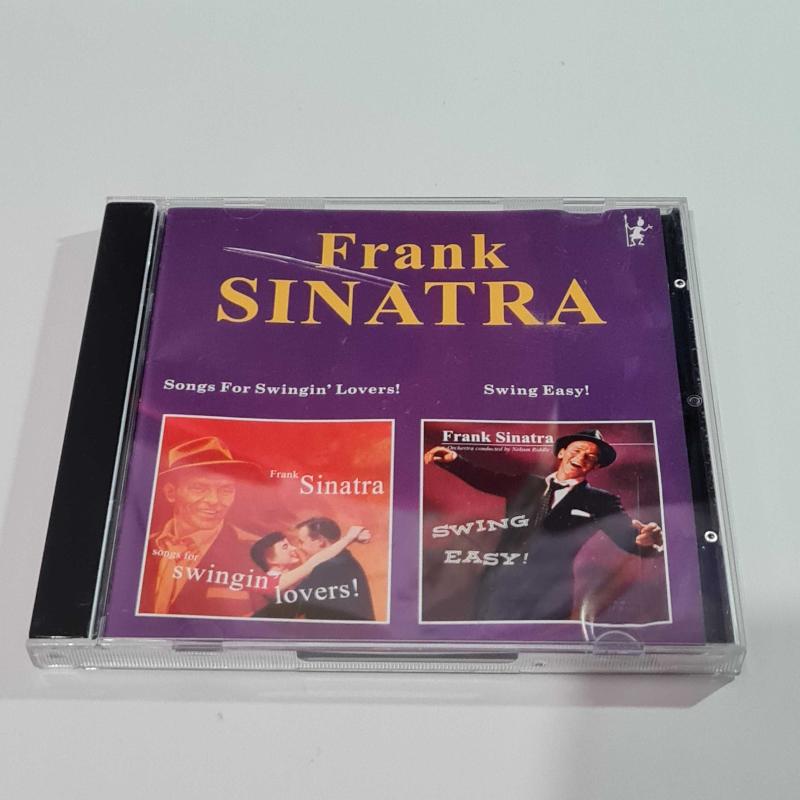 Frank
SINATRA
Songs For Swingin' Lovers!
Swing Easy!
Frank
Sinatra
songs for
swingin'
lovers!
Frank Sinatra
Orchestra conducted by Nelson Riddle
SWING
EASY!